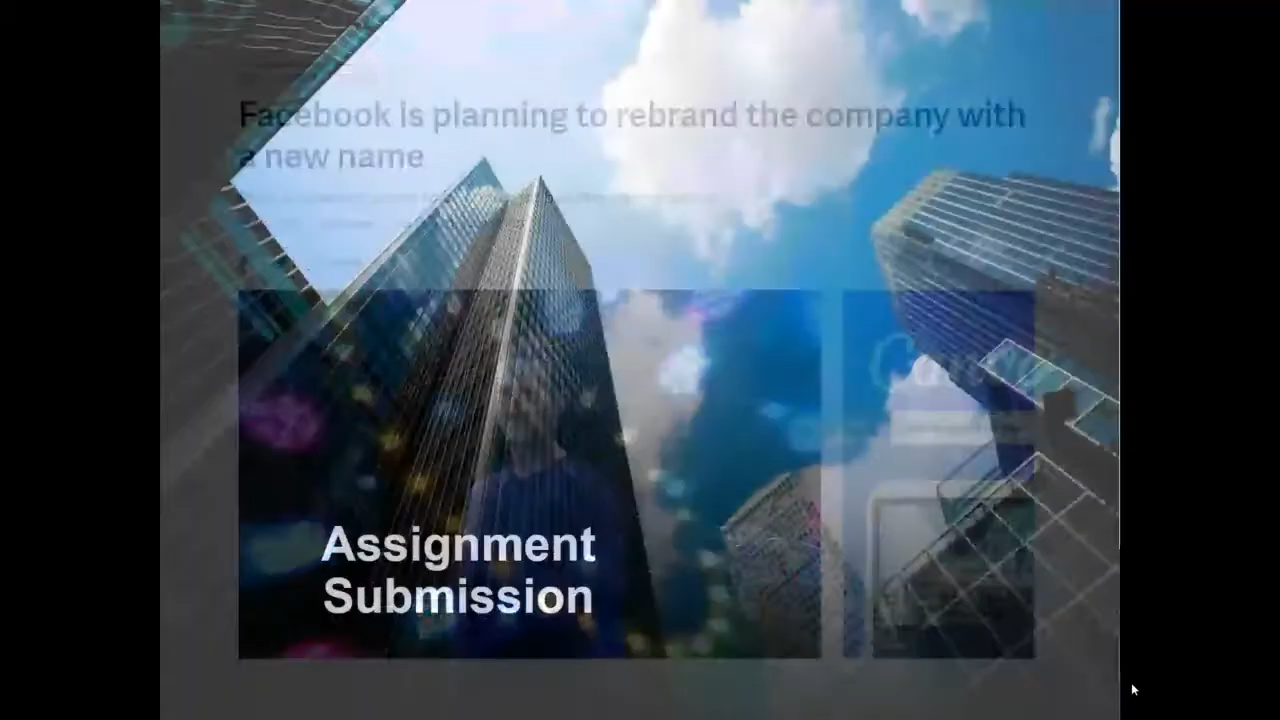 Facebook is planning to rebrand the company with
a new name
Assignment
Submission